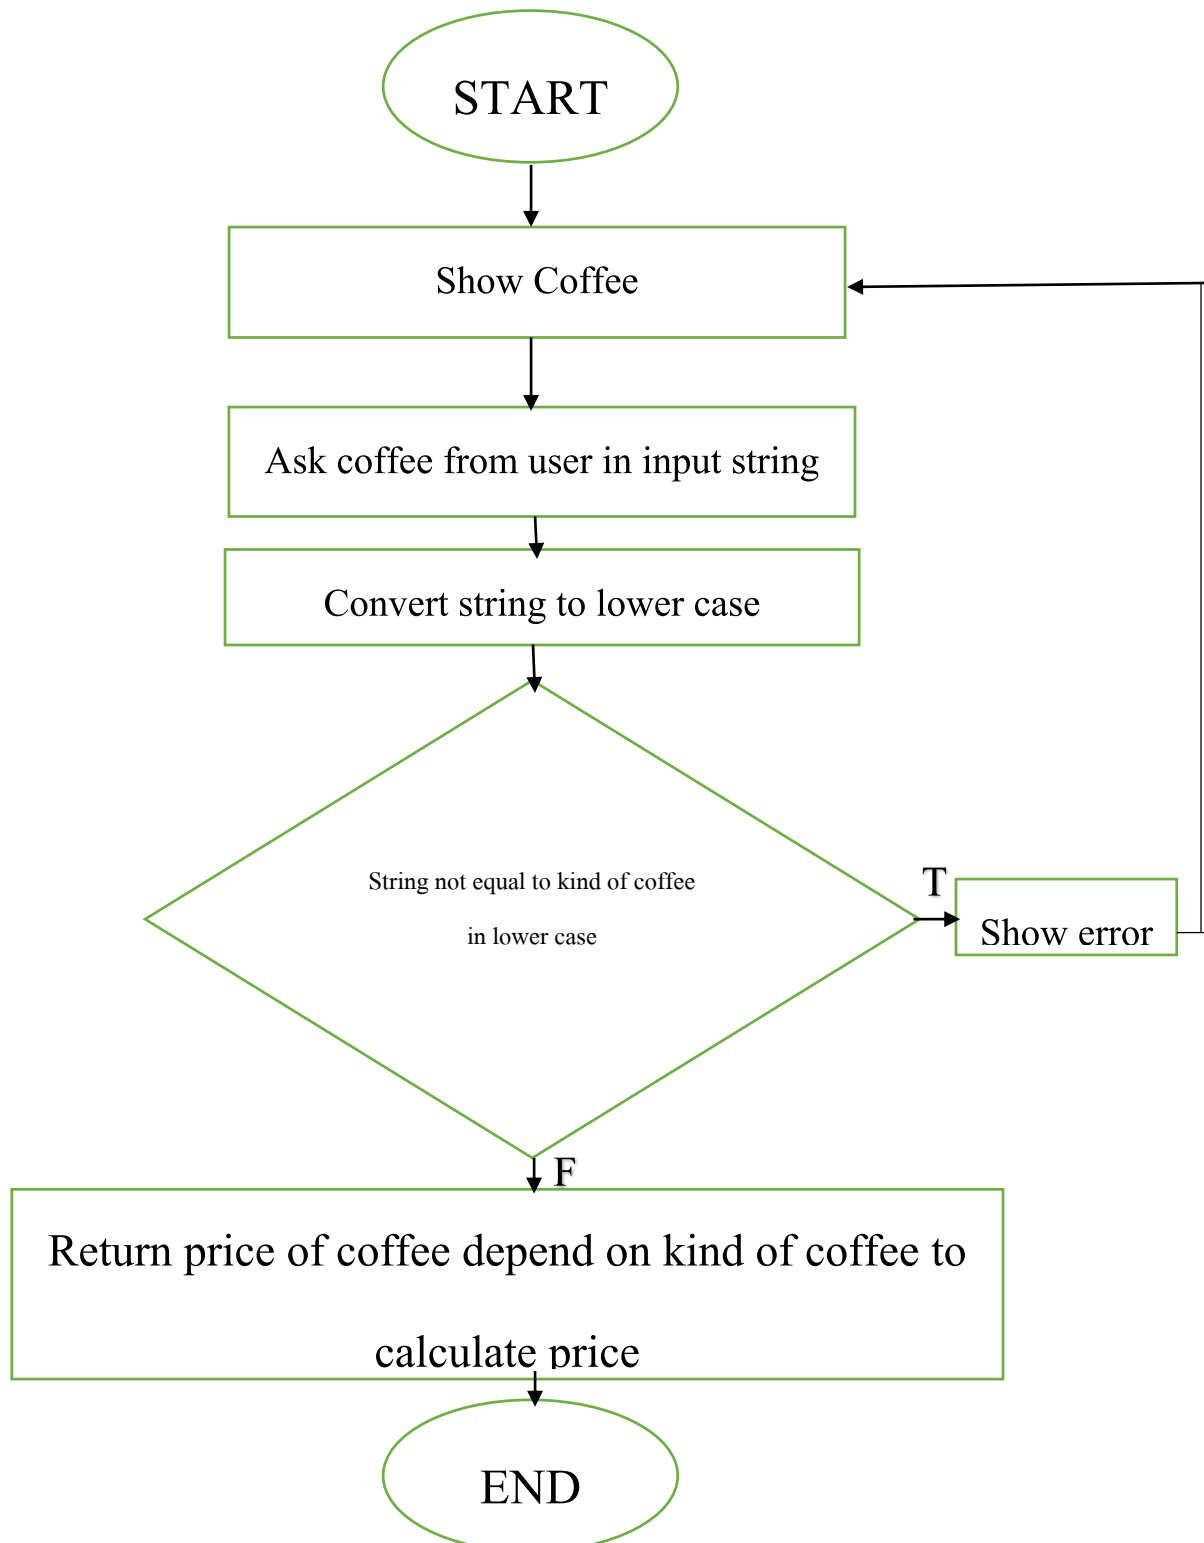 START
Show Coffee
Ask coffee from user in input string
Convert string to lower case
String not equal to kind of coffee
in lower case
T
Show error
F
Return price of coffee depend on kind of coffee to
calculate price
END